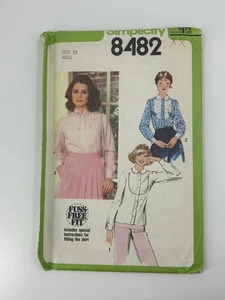 Simplicity
8482
FUSS-
FREE
FIT
includes special
instructions for
fitting the shirt